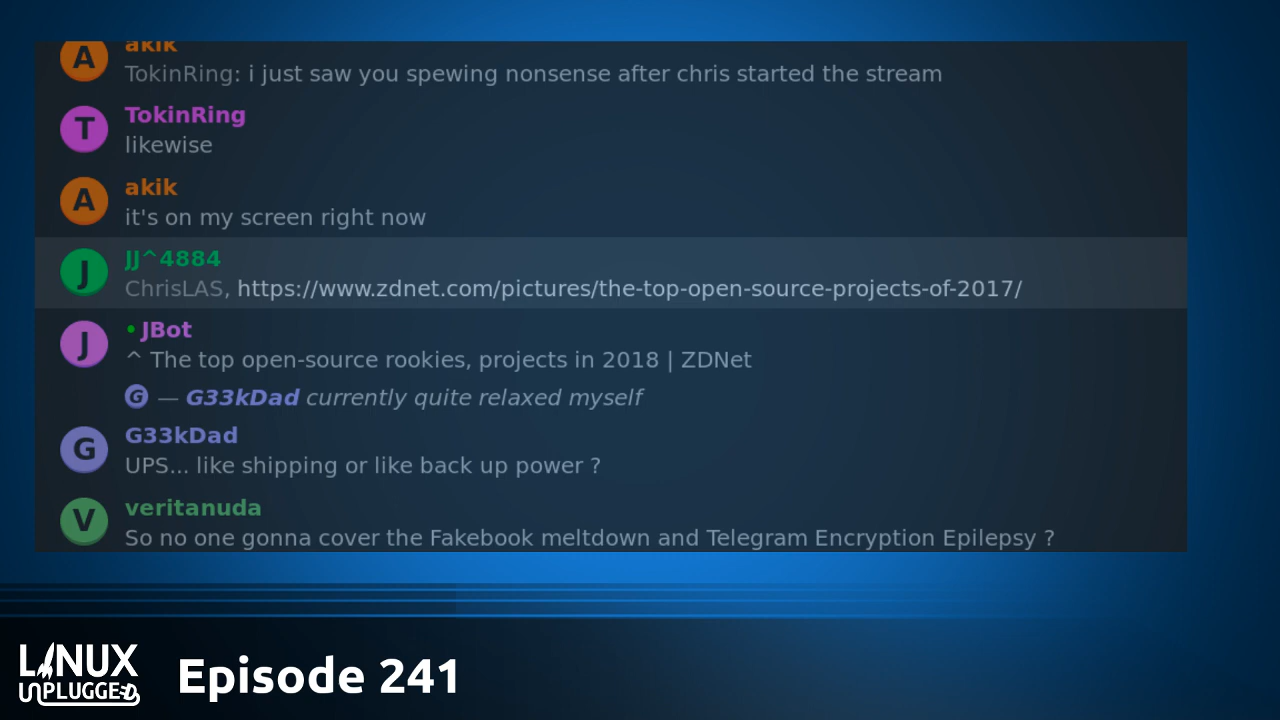 akik
TokinRing: i just saw you spewing nonsense after chris started the stream
TokinRing
likewise
akik
it's on my screen right now
JJ^4884
ChrisLAS, https://www.zdnet.com/pictures/the-top-open-source-projects-of-2017/
• JBot
^ The top open-source rookies, projects in 2018 | ZDNet
G — G33kDad currently quite relaxed myself
G33kDad
UPS... like shipping or like back up power ?
veritanuda
So no one gonna cover the Fakebook meltdown and Telegram Encryption Epilepsy ?
A
T
A
J
J
G
V
LINUX
UNPLUGGED
Episode 241